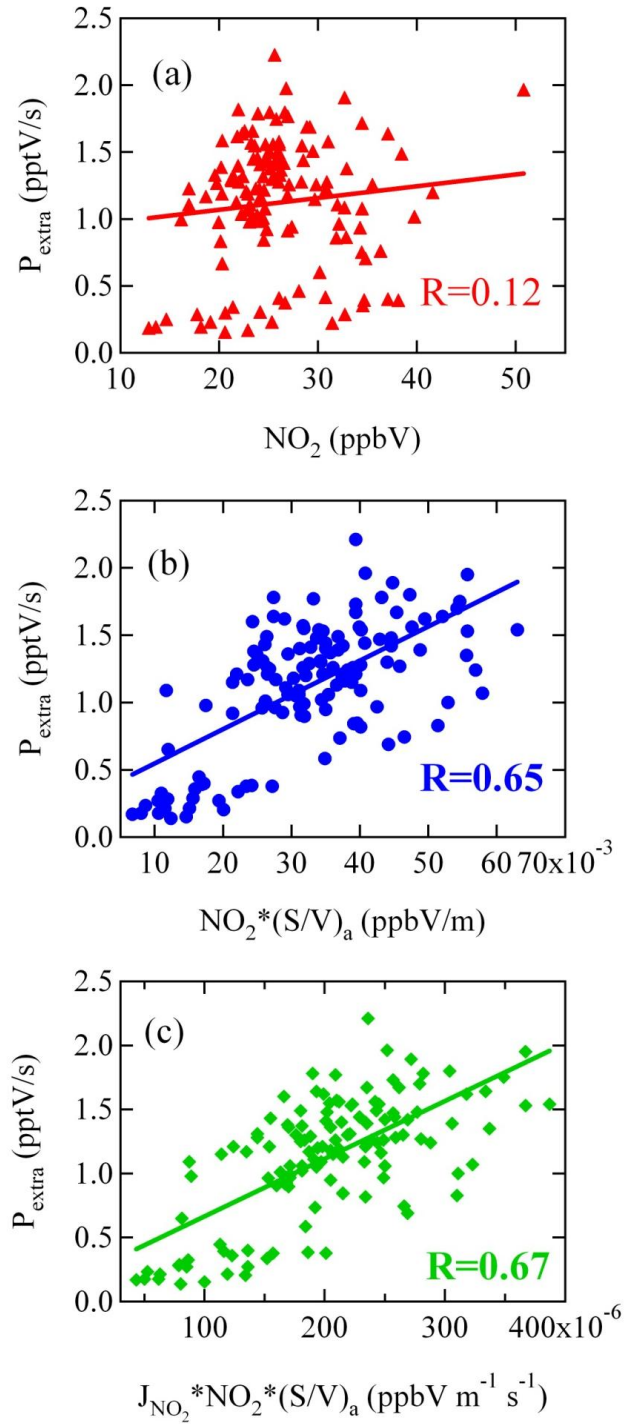 2.5
(a)
2.0
1.5
1.0
0.5
0.0
P_extra (pptV/s)
R=0.12
10 20 30 40 50
NO₂ (ppbV)
2.5
(b)
2.0
1.5
1.0
0.5
0.0
P_extra (pptV/s)
R=0.65
10 20 30 40 50 60 70x10⁻³
NO₂*(S/V)ₐ (ppbV/m)
2.5
(c)
2.0
1.5
1.0
0.5
0.0
P_extra (pptV/s)
R=0.67
100 200 300 400x10⁻⁶
J_NO₂*NO₂*(S/V)ₐ (ppbV m⁻¹ s⁻¹)